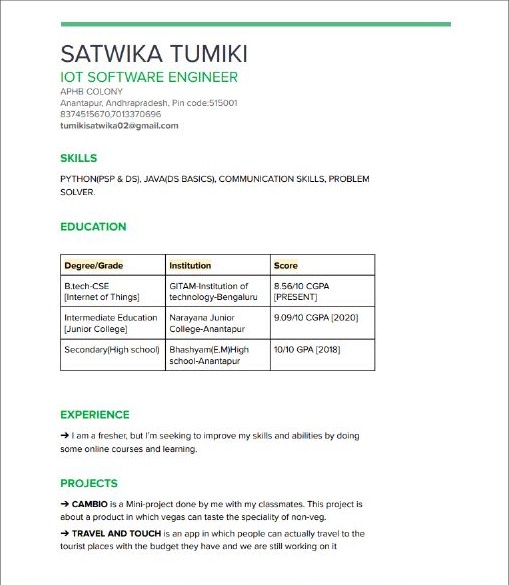 SATWIKA TUMIKI
IOT SOFTWARE ENGINEER
APHB COLONY
Anantapur, Andhrapradesh, Pin code:515001
8374515670,7013370696
tumikisatwika02@gmail.com
SKILLS
PYTHON(PSP & DS), JAVA(DS BASICS), COMMUNICATION SKILLS, PROBLEM
SOLVER.
EDUCATION
Degree/Grade Institution Score
B.tech-CSE GITAM-Institution of 8.56/10 CGPA
[Internet of Things] technology-Bengaluru [PRESENT]
Intermediate Education Narayana Junior 9.09/10 CGPA [2020]
[Junior College] College-Anantapur
Secondary(High school) Bhashyam(E.M)High 10/10 GPA [2018]
school-Anantapur
EXPERIENCE
➔ I am a fresher, but I'm seeking to improve my skills and abilities by doing
some online courses and learning.
PROJECTS
➔ CAMBIO is a Mini-project done by me with my classmates. This project is
about a product in which vegas can taste the speciality of non-veg.
➔ TRAVEL AND TOUCH is an app in which people can actually travel to the
tourist places with the budget they have and we are still working on it